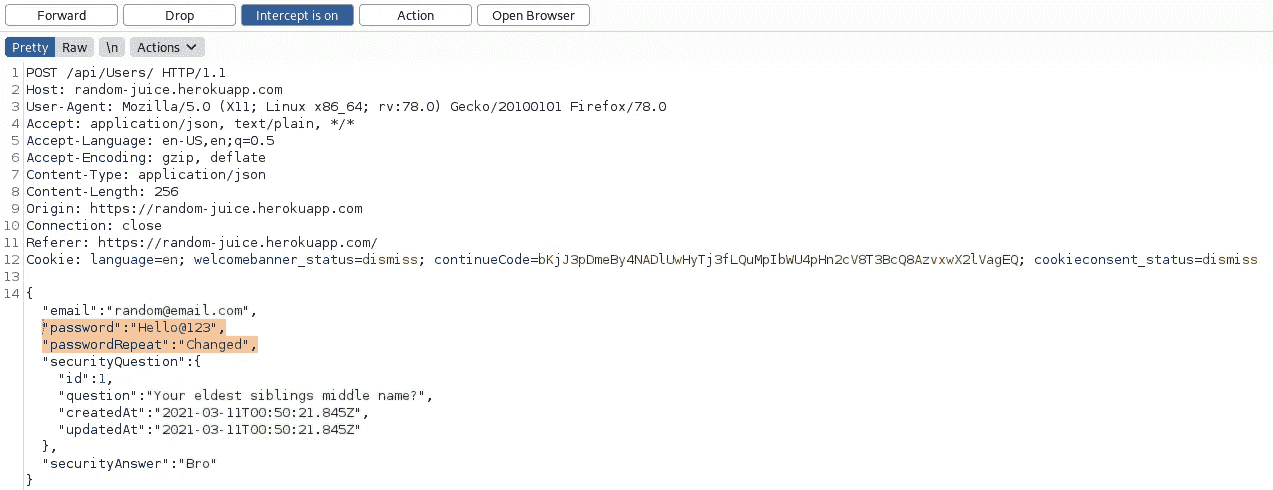 Forward Drop Intercept is on Action Open Browser
Pretty Raw \n Actions
1 POST /api/Users/ HTTP/1.1
2 Host: random-juice.herokuapp.com
3 User-Agent: Mozilla/5.0 (X11; Linux x86_64; rv:78.0) Gecko/20100101 Firefox/78.0
4 Accept: application/json, text/plain, */*
5 Accept-Language: en-US,en;q=0.5
6 Accept-Encoding: gzip, deflate
7 Content-Type: application/json
8 Content-Length: 256
9 Origin: https://random-juice.herokuapp.com
10 Connection: close
11 Referer: https://random-juice.herokuapp.com/
12 Cookie: language=en; welcomebanner_status=dismiss; continueCode=bKjJ3pDmeBy4NADlUwHyTj3fLQuMpIbWU4pHn2cV8T3BcQ8AzvxwX2lVagEQ; cookieconsent_status=dismiss
13
14 {
"email":"random@email.com",
"password":"Hello@123",
"passwordRepeat":"Changed",
"securityQuestion":{
"id":1,
"question":"Your eldest siblings middle name?",
"createdAt":"2021-03-11T00:50:21.845Z",
"updatedAt":"2021-03-11T00:50:21.845Z"
},
"securityAnswer":"Bro"
}